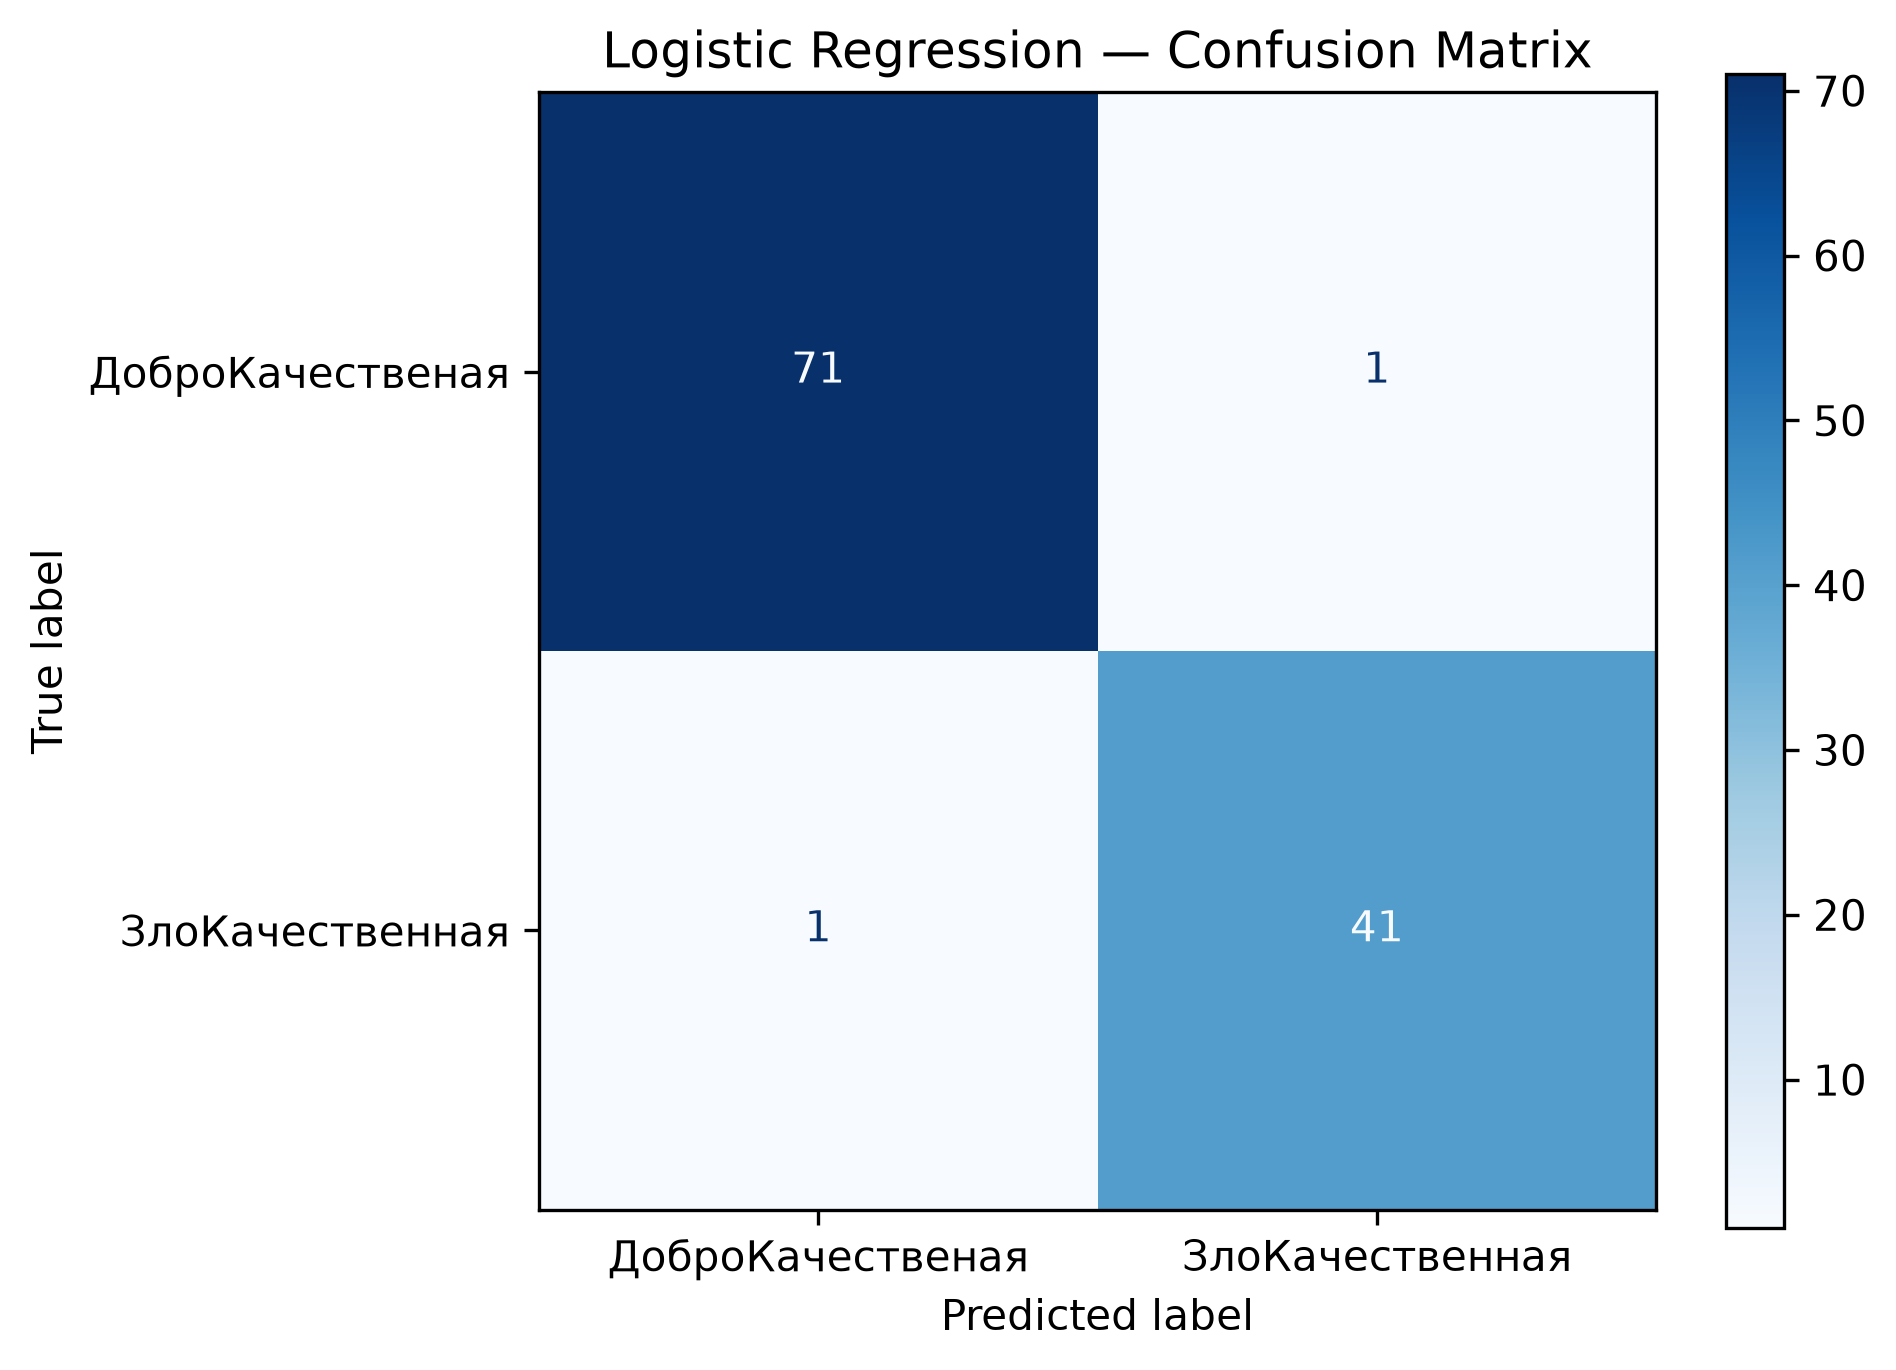 Logistic Regression — Confusion Matrix
70
60
50
40
30
20
10
True label
ДоброКачественая
71
1
ЗлоКачественная
1
41
ДоброКачественая
ЗлоКачественная
Predicted label